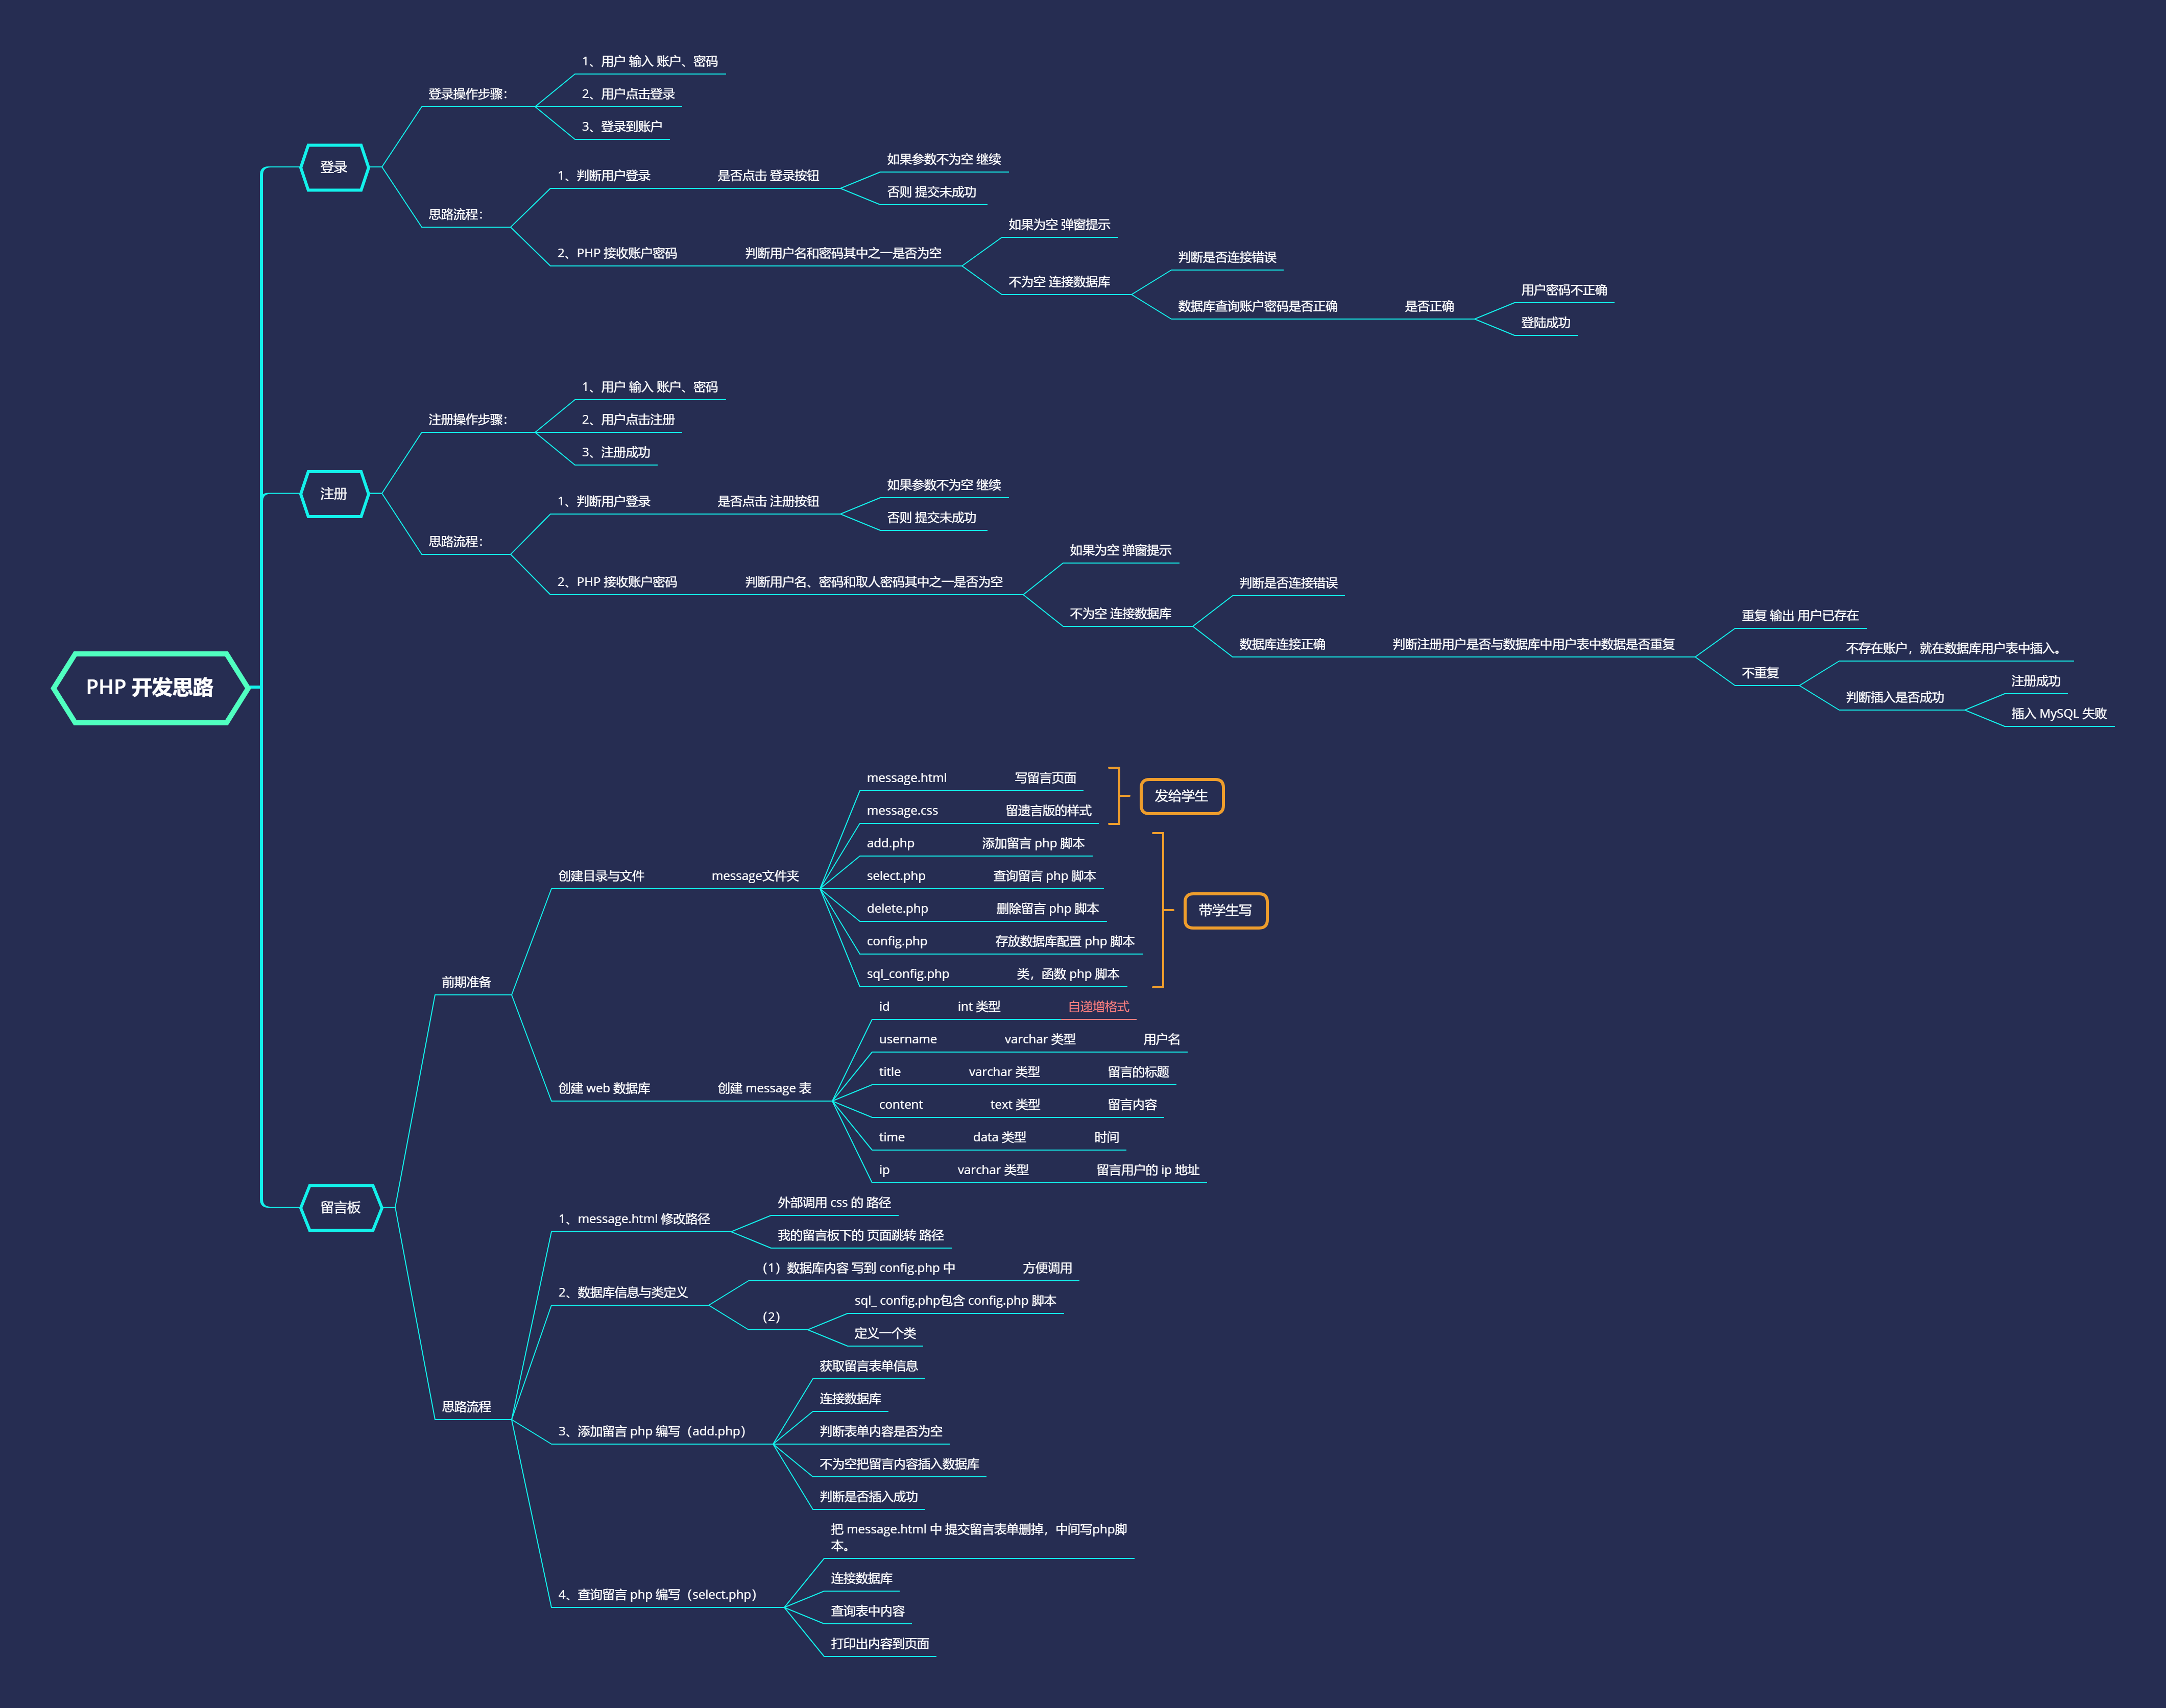 PHP 开发思路
登录
登录操作步骤：
1、用户 输入 账户、密码
2、用户点击登录
3、登录到账户
思路流程：
1、判断用户登录
是否点击 登录按钮
如果参数不为空 继续
否则 提交未成功
2、PHP 接收账户密码
判断用户名和密码其中之一是否为空
如果为空 弹窗提示
不为空 连接数据库
判断是否连接错误
数据库查询账户密码是否正确
是否正确
用户密码不正确
登陆成功
注册
注册操作步骤：
1、用户 输入 账户、密码
2、用户点击注册
3、注册成功
思路流程：
1、判断用户登录
是否点击 注册按钮
如果参数不为空 继续
否则 提交未成功
2、PHP 接收账户密码
判断用户名、密码和取人密码其中之一是否为空
如果为空 弹窗提示
不为空 连接数据库
判断是否连接错误
数据库连接正确
判断注册用户是否与数据库中用户表中数据是否重复
重复 输出 用户已存在
不重复
不存在账户，就在数据库用户表中插入。
判断插入是否成功
注册成功
插入 MySQL 失败
留言板
前期准备
创建目录与文件
message文件夹
message.html
写留言页面
message.css
留遗言版的样式
发给学生
add.php
添加留言 php 脚本
select.php
查询留言 php 脚本
delete.php
删除留言 php 脚本
config.php
存放数据库配置 php 脚本
sql_config.php
类，函数 php 脚本
带学生写
创建 web 数据库
创建 message 表
id
int 类型
自递增格式
username
varchar 类型
用户名
title
varchar 类型
留言的标题
content
text 类型
留言内容
time
data 类型
时间
ip
varchar 类型
留言用户的 ip 地址
思路流程
1、message.html 修改路径
外部调用 css 的 路径
我的留言板下的 页面跳转 路径
2、数据库信息与类定义
（1）数据库内容 写到 config.php 中
方便调用
（2）
sql_ config.php包含 config.php 脚本
定义一个类
3、添加留言 php 编写（add.php）
获取留言表单信息
连接数据库
判断表单内容是否为空
不为空把留言内容插入数据库
判断是否插入成功
4、查询留言 php 编写（select.php）
把 message.html 中 提交留言表单删掉，中间写php脚
本。
连接数据库
查询表中内容
打印出内容到页面